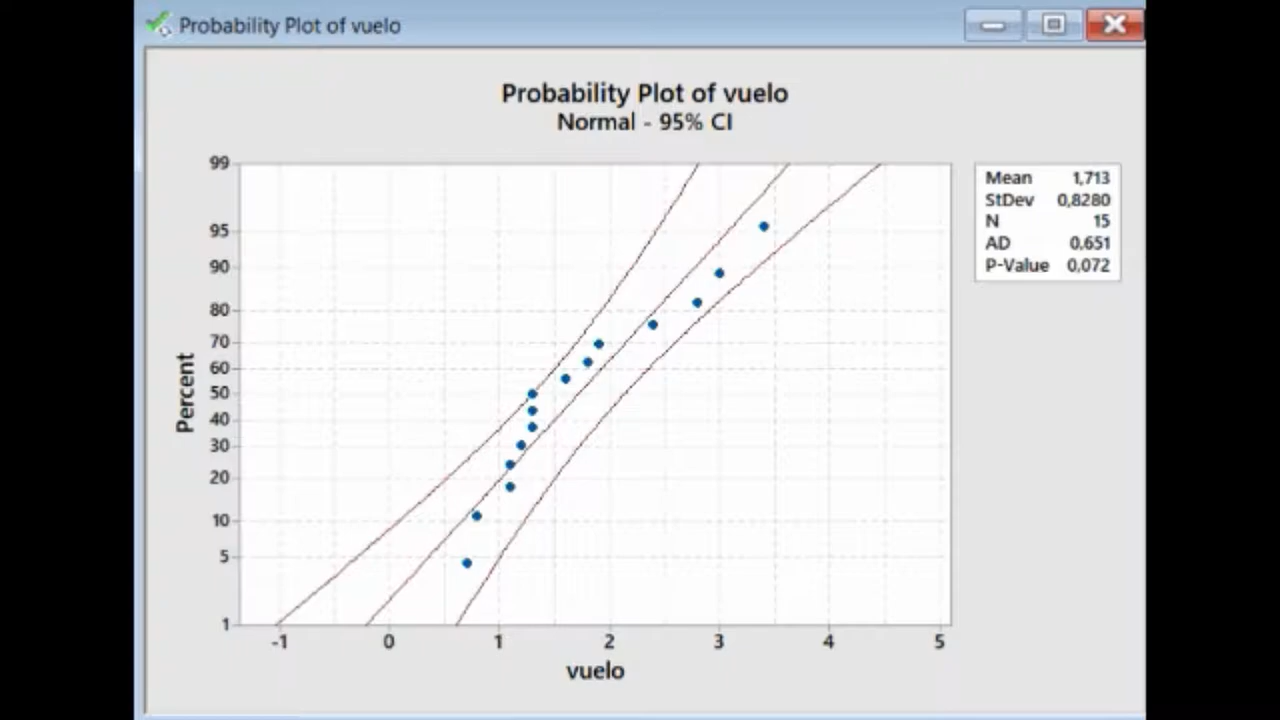 Probability Plot of vuelo
Probability Plot of vuelo
Normal - 95% CI
99
95
90
80
70
60
50
40
30
20
10
5
1
Percent
-1 0 1 2 3 4 5
vuelo
Mean 1,713
StDev 0,8280
N 15
AD 0,651
P-Value 0,072